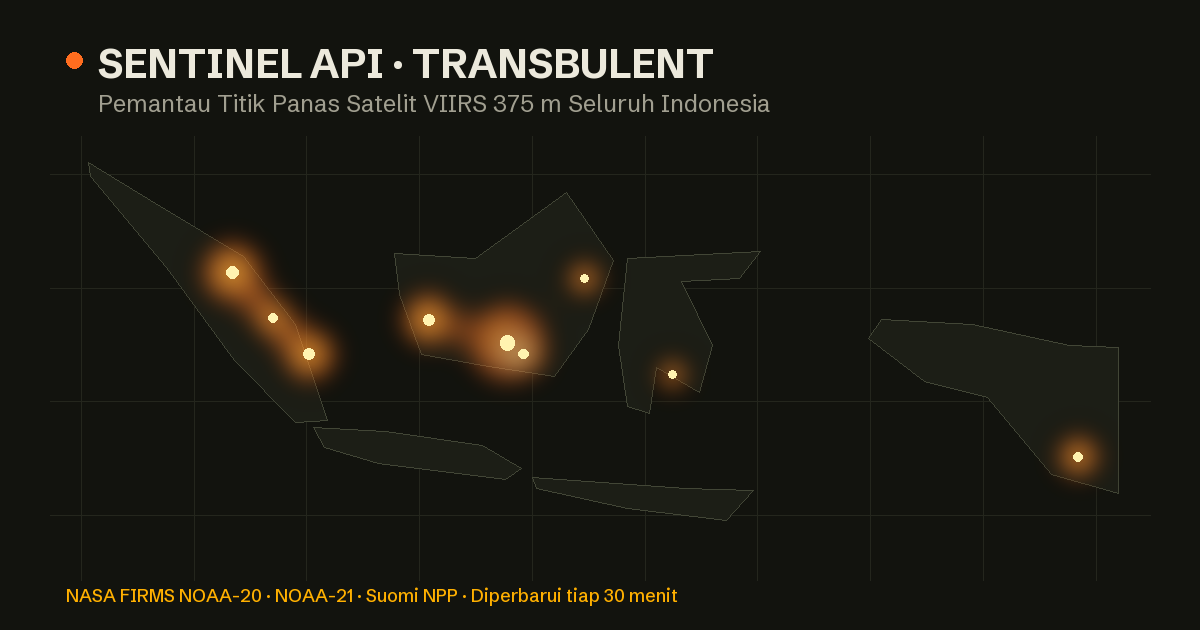 SENTINEL API · TRANSBULENT
Pemantau Titik Panas Satelit VIIRS 375 m Seluruh Indonesia
NASA FIRMS NOAA-20 · NOAA-21 · Suomi NPP · Diperbarui tiap 30 menit